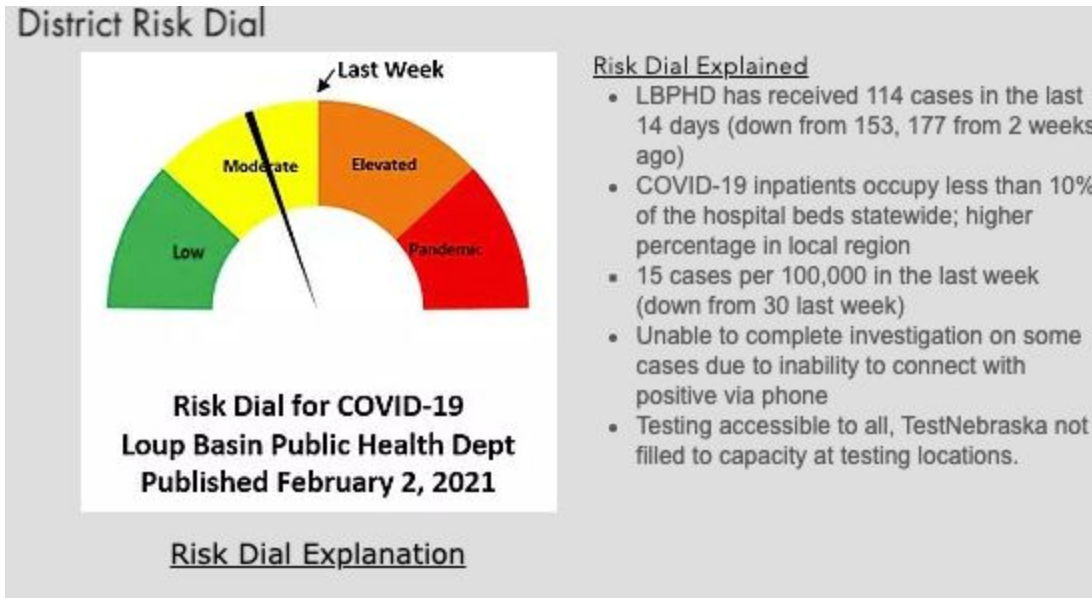 District Risk Dial
Last Week
Moderate
Elevated
Low
Pandemic
Risk Dial for COVID-19
Loup Basin Public Health Dept
Published February 2, 2021
Risk Dial Explanation
Risk Dial Explained
• LBPHD has received 114 cases in the last
14 days (down from 153, 177 from 2 weeks
ago)
• COVID-19 inpatients occupy less than 10%
of the hospital beds statewide; higher
percentage in local region
▪ 15 cases per 100,000 in the last week
(down from 30 last week)
• Unable to complete investigation on some
cases due to inability to connect with
positive via phone
• Testing accessible to all, TestNebraska not
filled to capacity at testing locations.